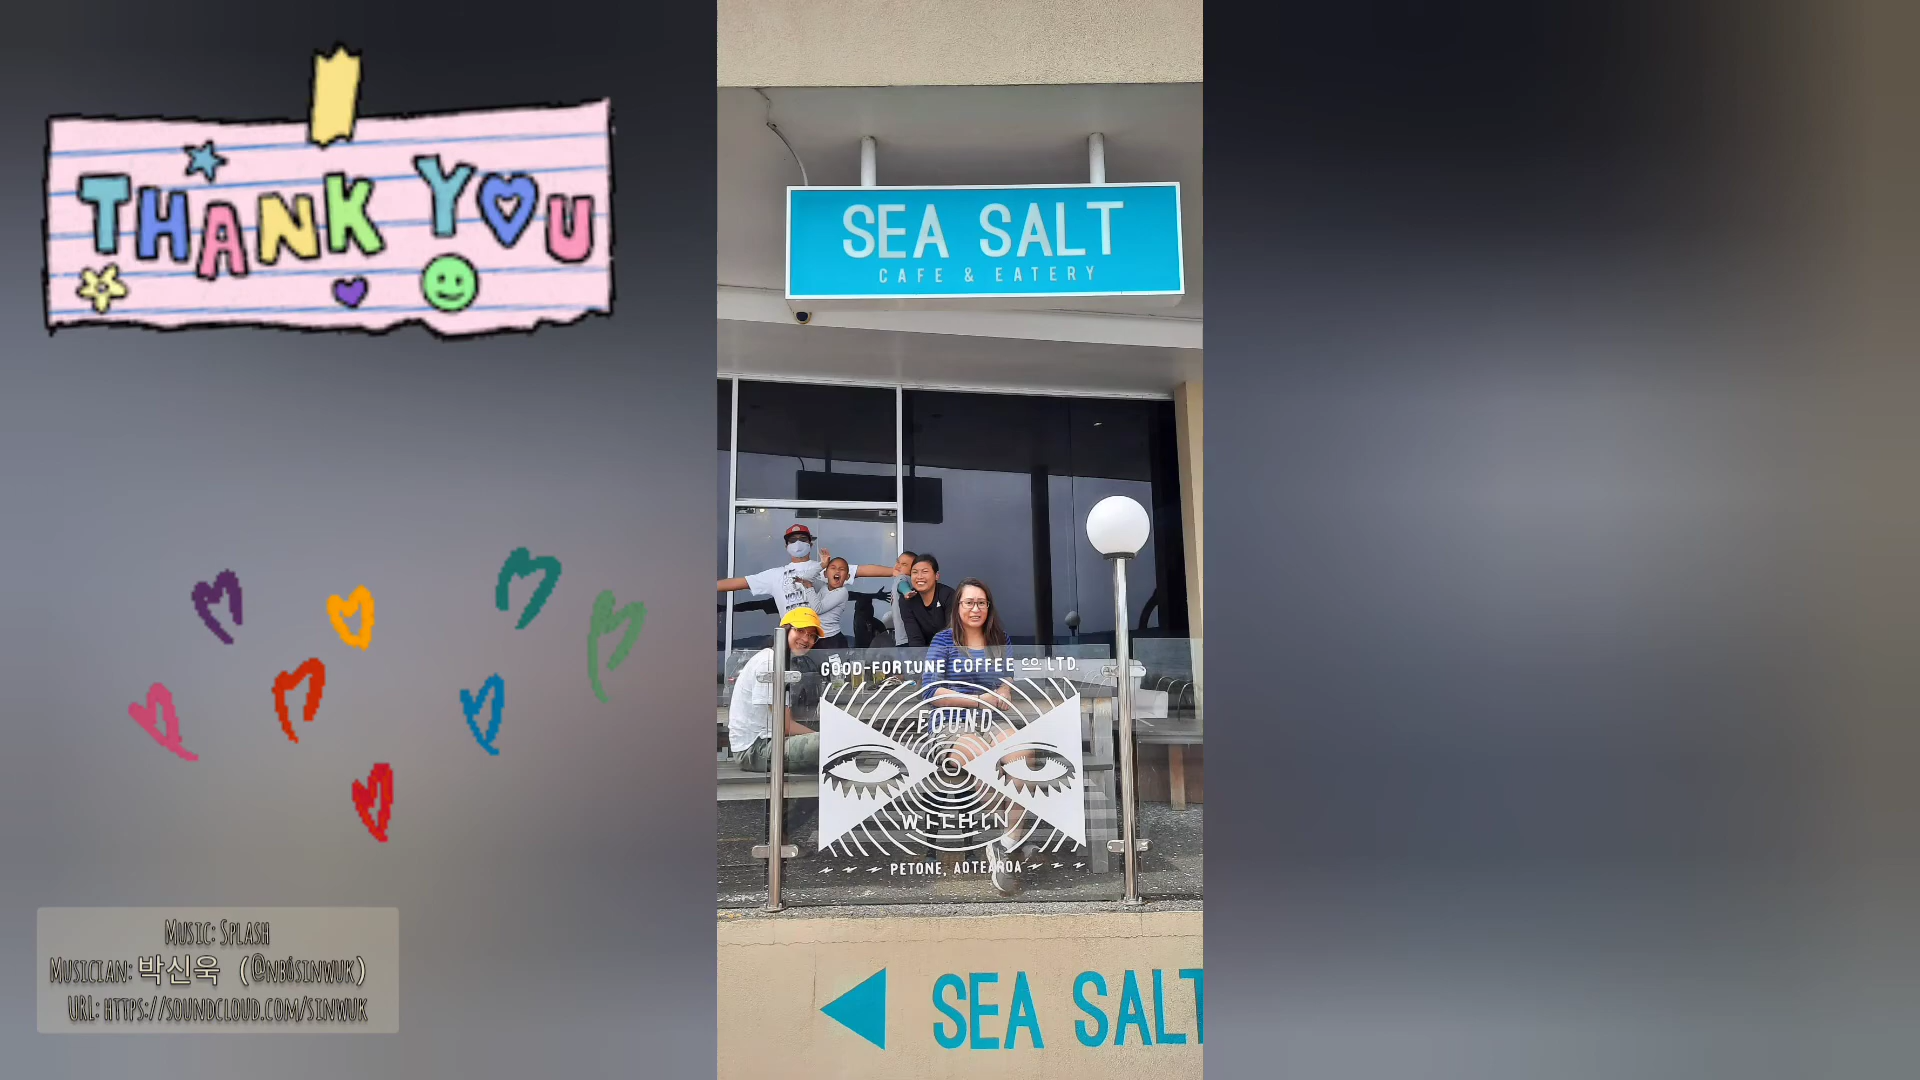 THANK YOU
SEA SALT
CAFE & EATERY
GOOD-FORTUNE COFFEE CO. LTD.
FOUND
WITHIN
PETONE, AOTEAROA
SEA SALT
Music: Splash
Musician: 박신욱 (@nbsinwuk)
URL: https://soundcloud.com/sinwuk